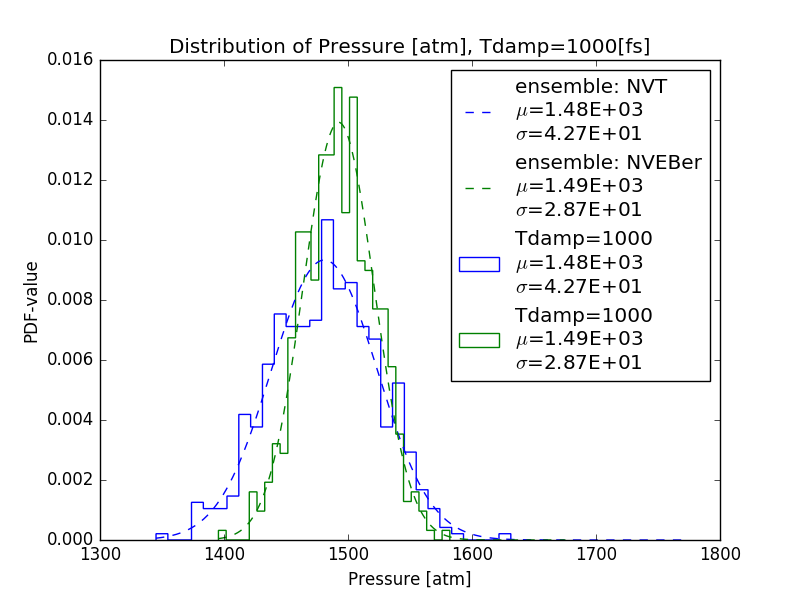 Distribution of Pressure [atm], Tdamp=1000[fs]
0.016
0.014
0.012
0.010
0.008
0.006
0.004
0.002
0.000
PDF-value
ensemble: NVT
μ=1.48E+03
σ=4.27E+01
ensemble: NVEBer
μ=1.49E+03
σ=2.87E+01
Tdamp=1000
μ=1.48E+03
σ=4.27E+01
Tdamp=1000
μ=1.49E+03
σ=2.87E+01
1300 1400 1500 1600 1700 1800
Pressure [atm]